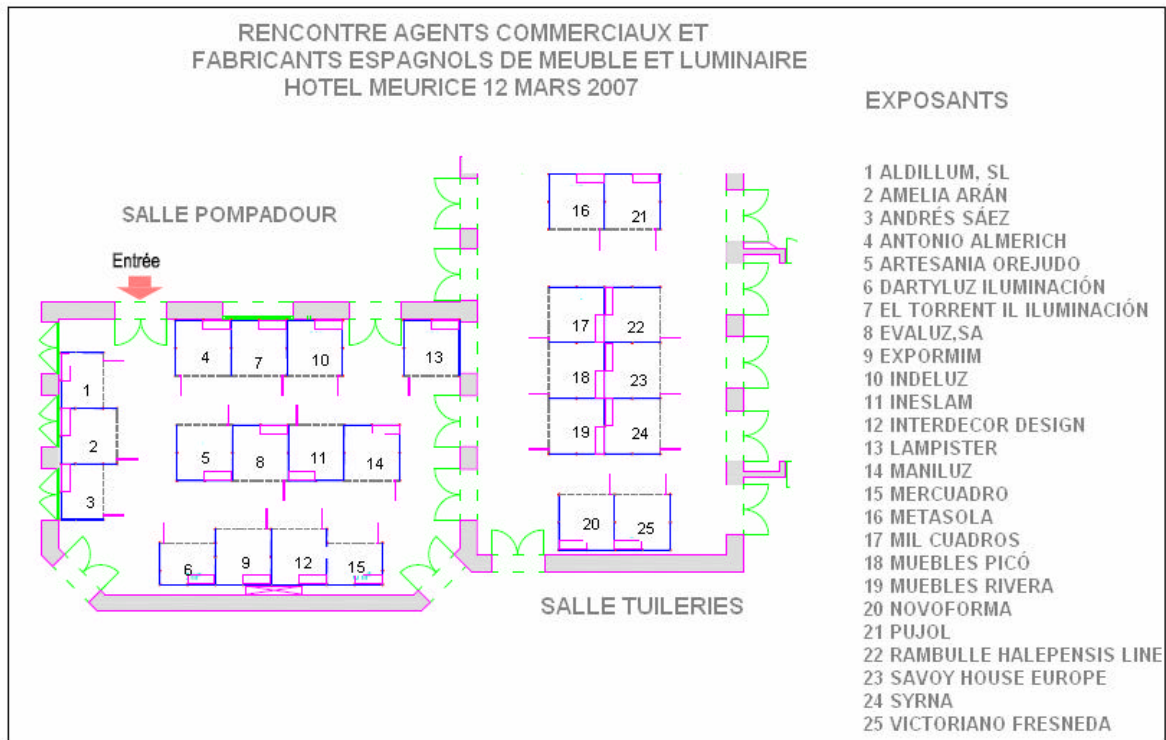 RENCONTRE AGENTS COMMERCIAUX ET
FABRICANTS ESPAGNOLS DE MEUBLE ET LUMINAIRE
HOTEL MEURICE 12 MARS 2007
EXPOSANTS
1 ALDILLUM, SL
2 AMELIA ARÁN
3 ANDRÉS SÁEZ
4 ANTONIO ALMERICH
5 ARTESANIA OREJUDO
6 DARTYLUZ ILUMINACIÓN
7 EL TORRENT IL ILUMINACIÓN
8 EVALUZ,SA
9 EXPORMIM
10 INDELUZ
11 INESLAM
12 INTERDECOR DESIGN
13 LAMPISTER
14 MANILUZ
15 MERCUADRO
16 METASOLA
17 MIL CUADROS
18 MUEBLES PICÓ
19 MUEBLES RIVERA
20 NOVOFORMA
21 PUJOL
22 RAMBULLE HALEPENSIS LINE
23 SAVOY HOUSE EUROPE
24 SYRNA
25 VICTORIANO FRESNEDA
SALLE POMPADOUR
Entrée
4 7 10 13
1
2
3
5 8 11 14
6 9 12 15
16 21
17 22
18 23
19 24
20 25
SALLE TUILERIES